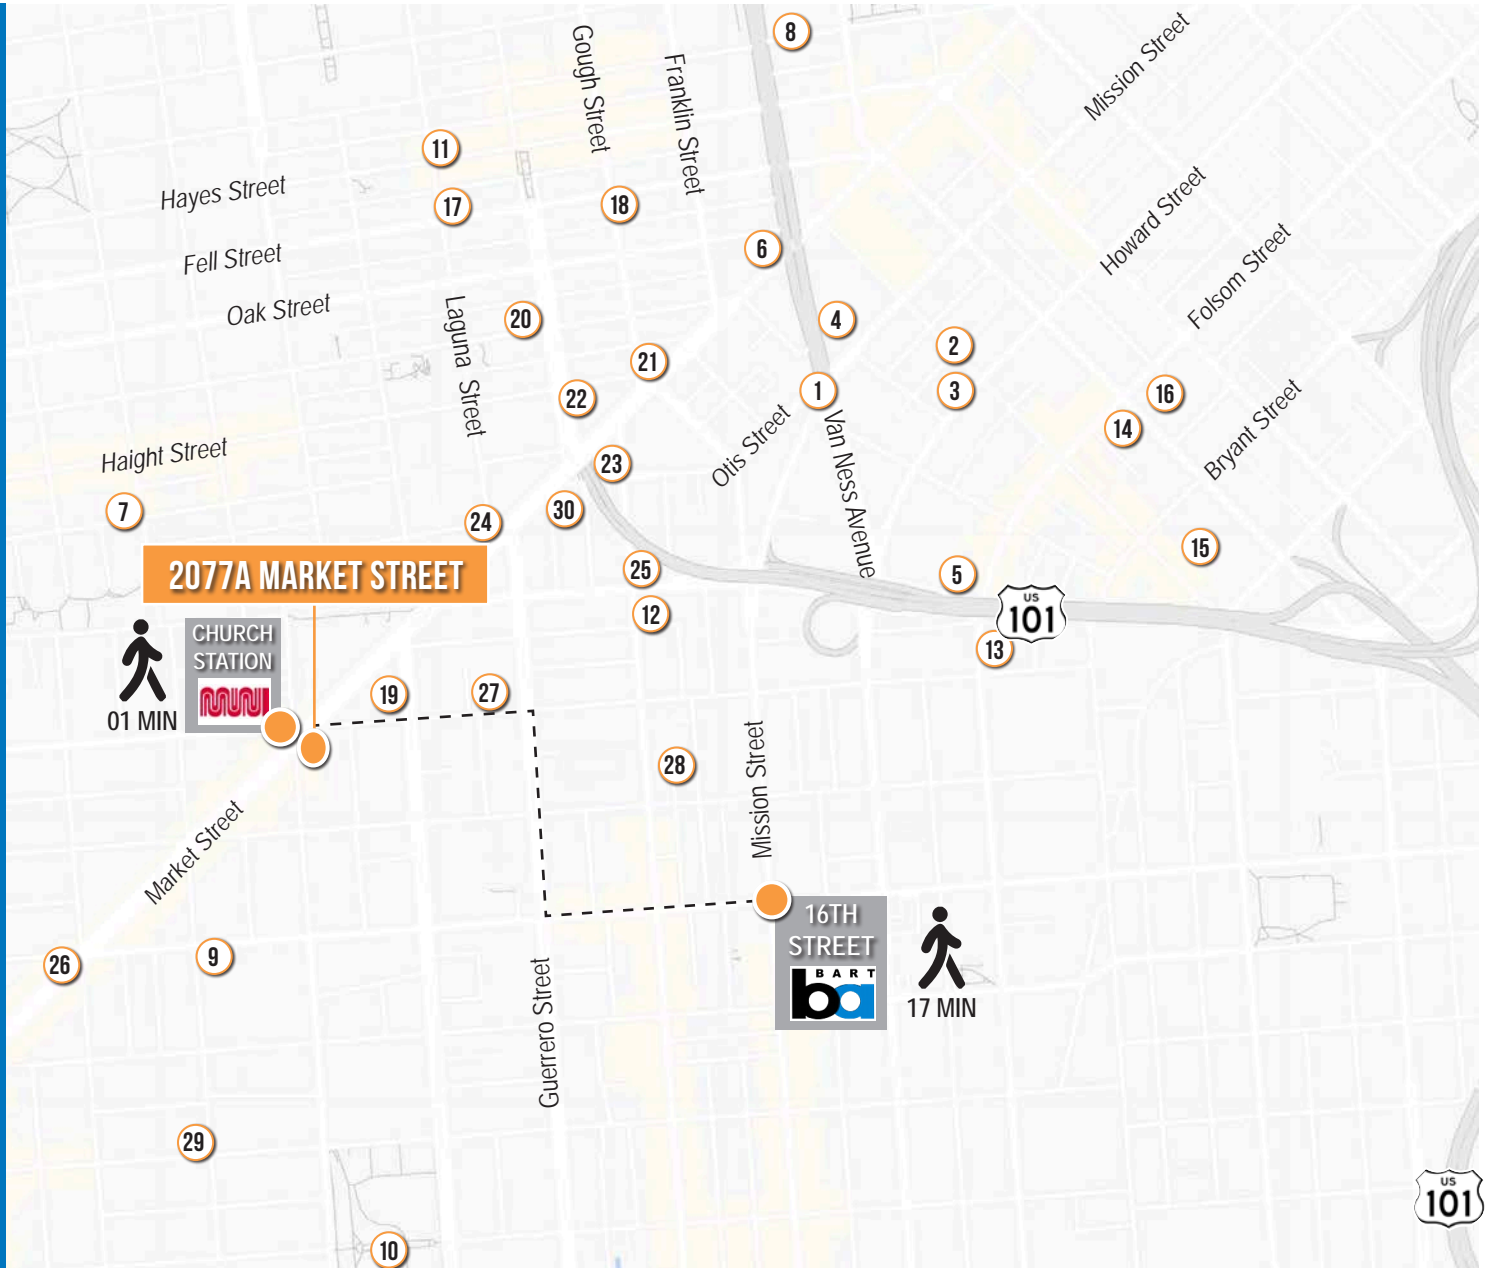 8
Gough Street
Franklin Street
Mission Street
11
Hayes Street
17
18
Howard Street
6
Fell Street
Folsom Street
Oak Street
Laguna Street
20
4
2
21
22
1
3
16
14
Otis Street
Van Ness Avenue
Bryant Street
Haight Street
23
7
30
24
15
2077A MARKET STREET
25
5
12
US
101
13
CHURCH
STATION
MUNI
01 MIN
19
27
28
Mission Street
Market Street
16TH
STREET
BART
ba
17 MIN
26
9
Guerrero Street
29
US
101
10